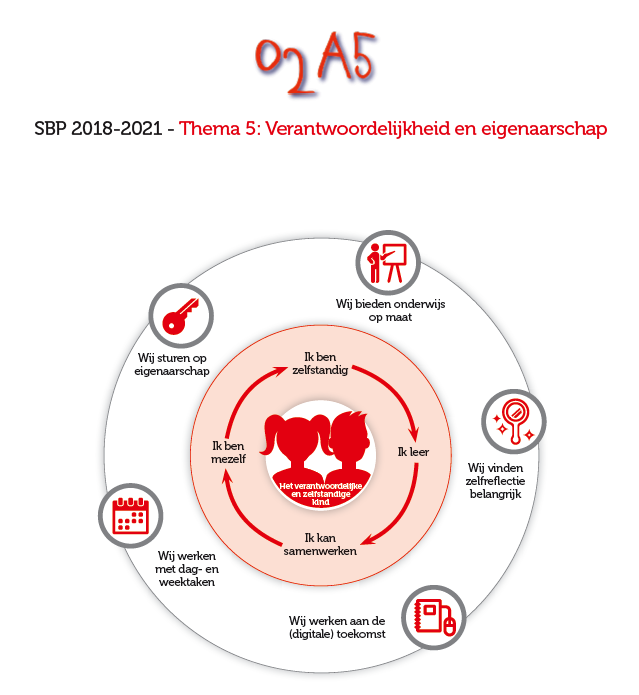 O2A5
SBP 2018-2021 - Thema 5: Verantwoordelijkheid en eigenaarschap
Wij bieden onderwijs
op maat
Wij sturen op
eigenaarschap
Ik ben
zelfstandig
Ik ben
mezelf
Ik leer
Wij vinden
zelfreflectie
belangrijk
Het verantwoordelijke
en zelfstandige
kind
Ik kan
samenwerken
Wij werken
met dag- en
weektaken
Wij werken aan de
(digitale) toekomst